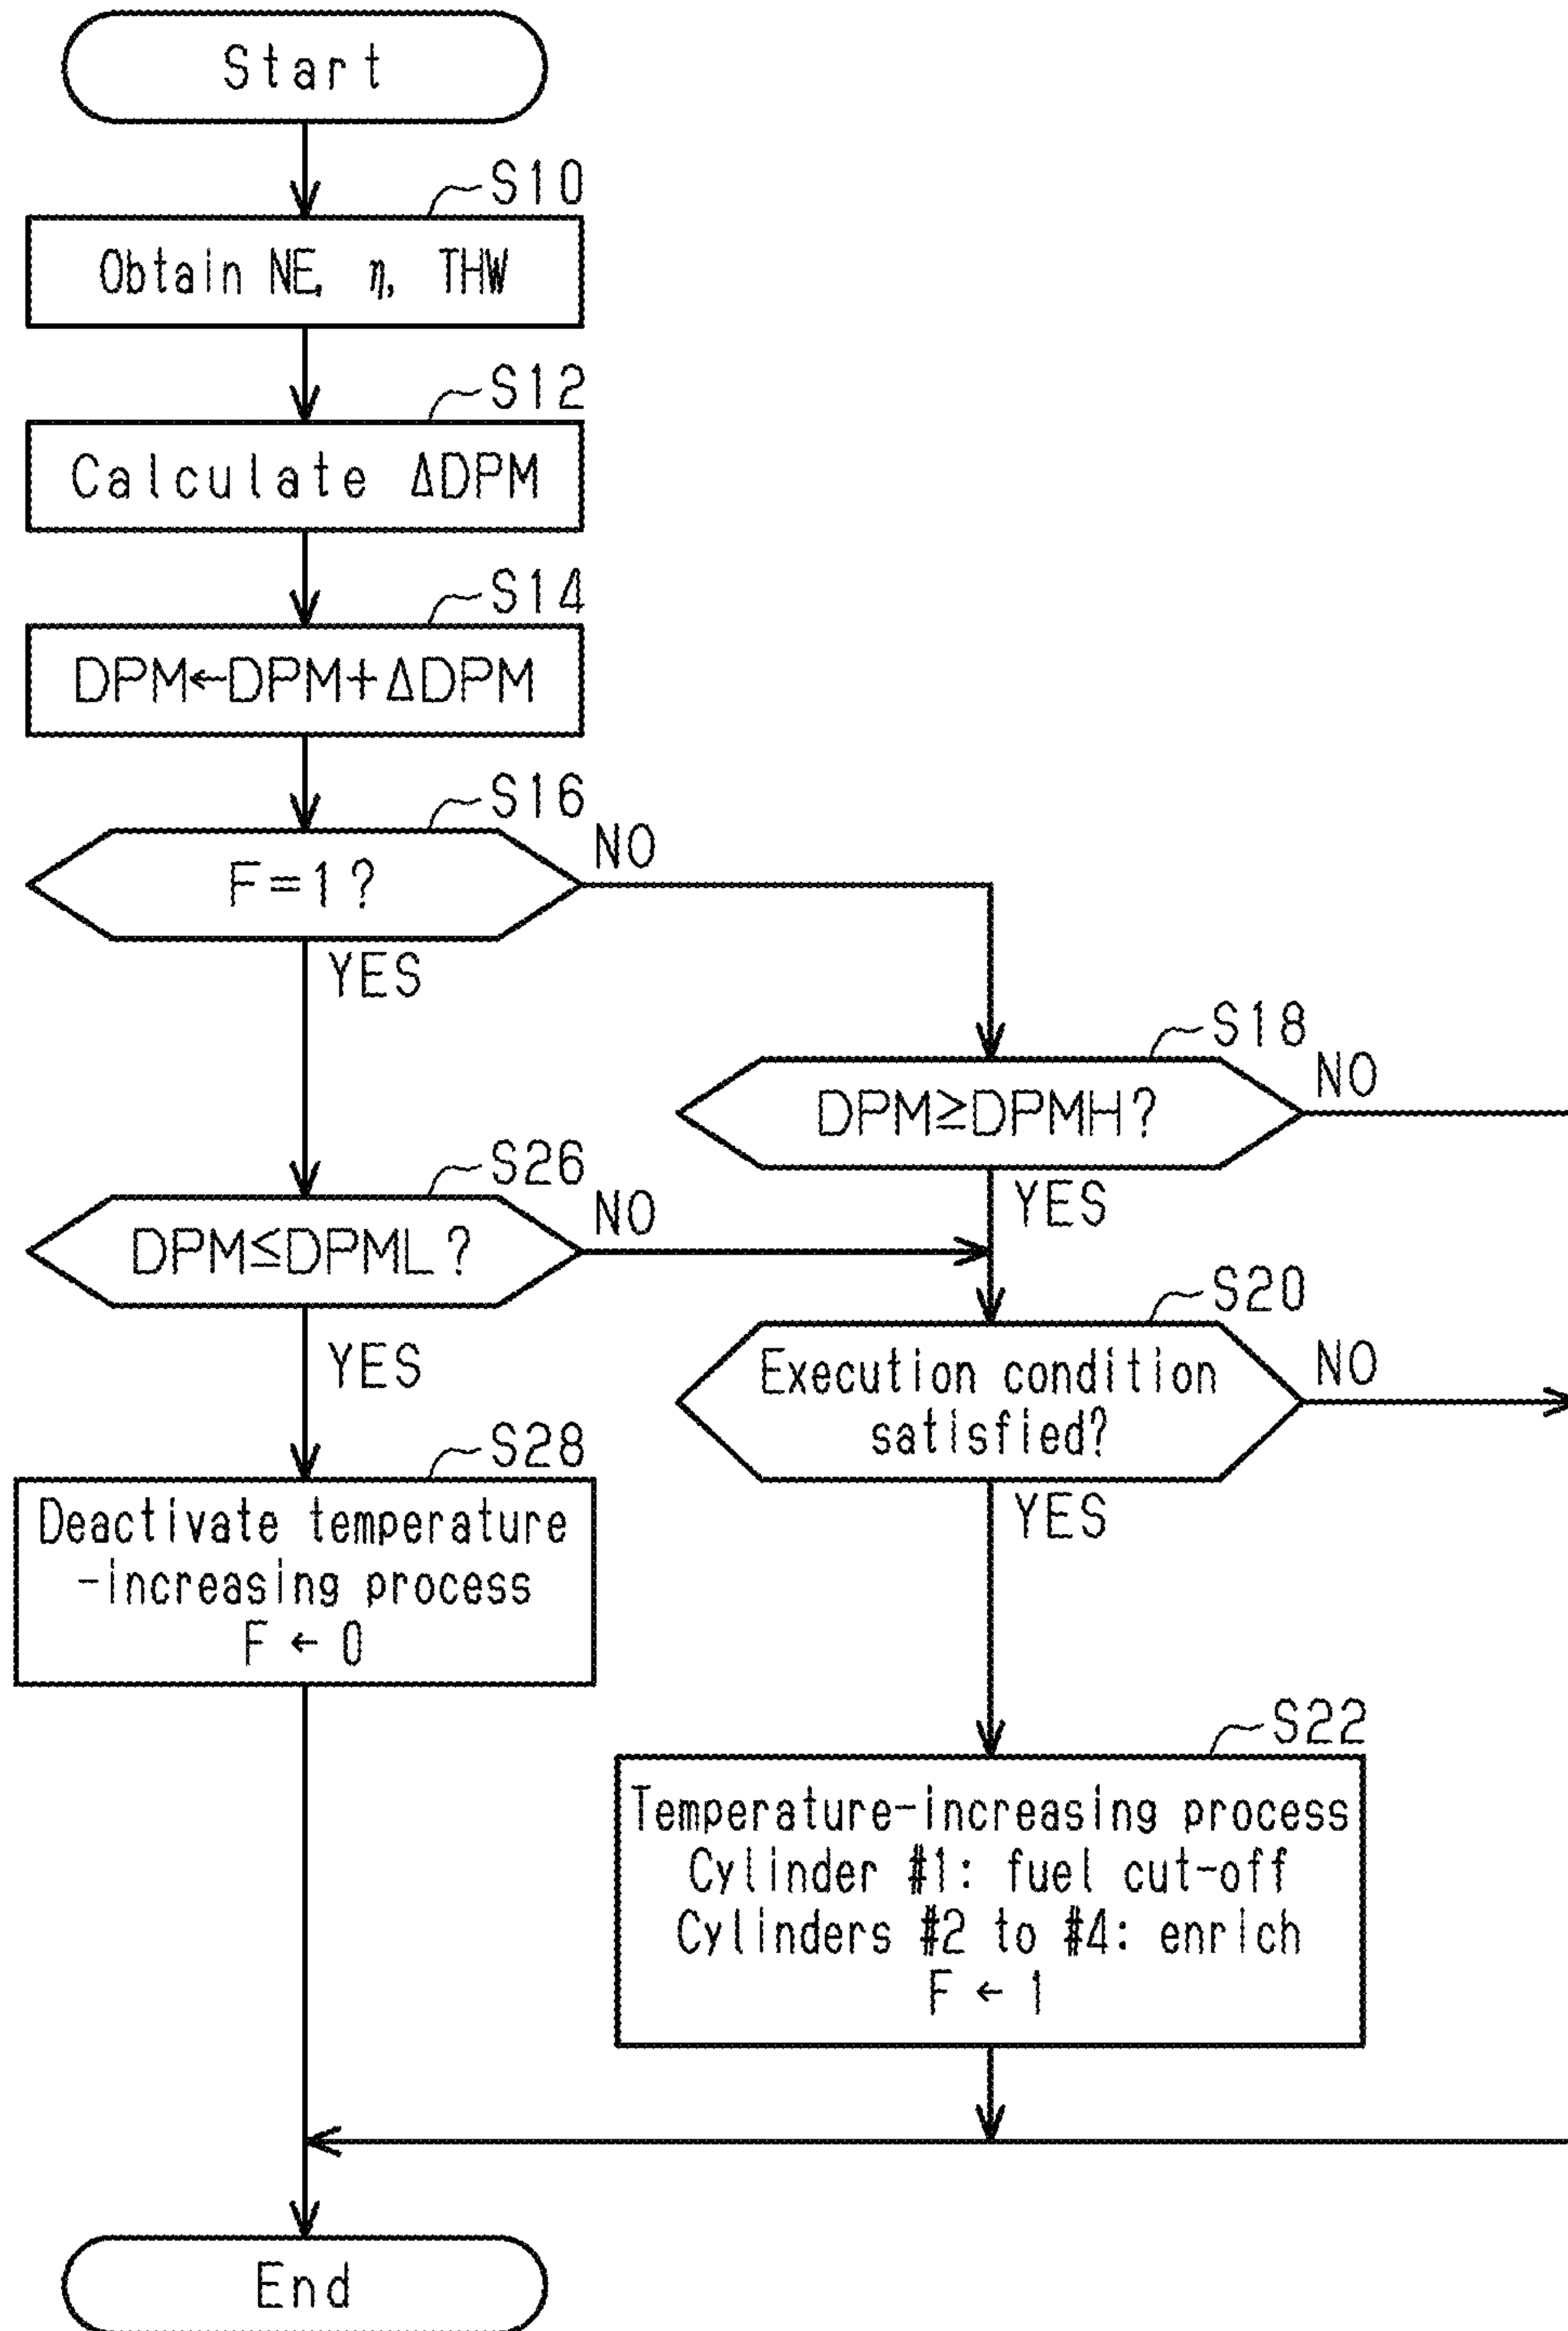 Start
S10
Obtain NE, η, THW
S12
Calculate ΔDPM
S14
DPM←DPM+ΔDPM
S16
F=1?
NO
YES
S18
DPM≧DPMH?
NO
YES
S26
DPM≦DPML?
NO
YES
S20
Execution condition
satisfied?
NO
YES
S28
Deactivate temperature
-increasing process
F ← 0
S22
Temperature-increasing process
Cylinder #1: fuel cut-off
Cylinders #2 to #4: enrich
F ← 1
End